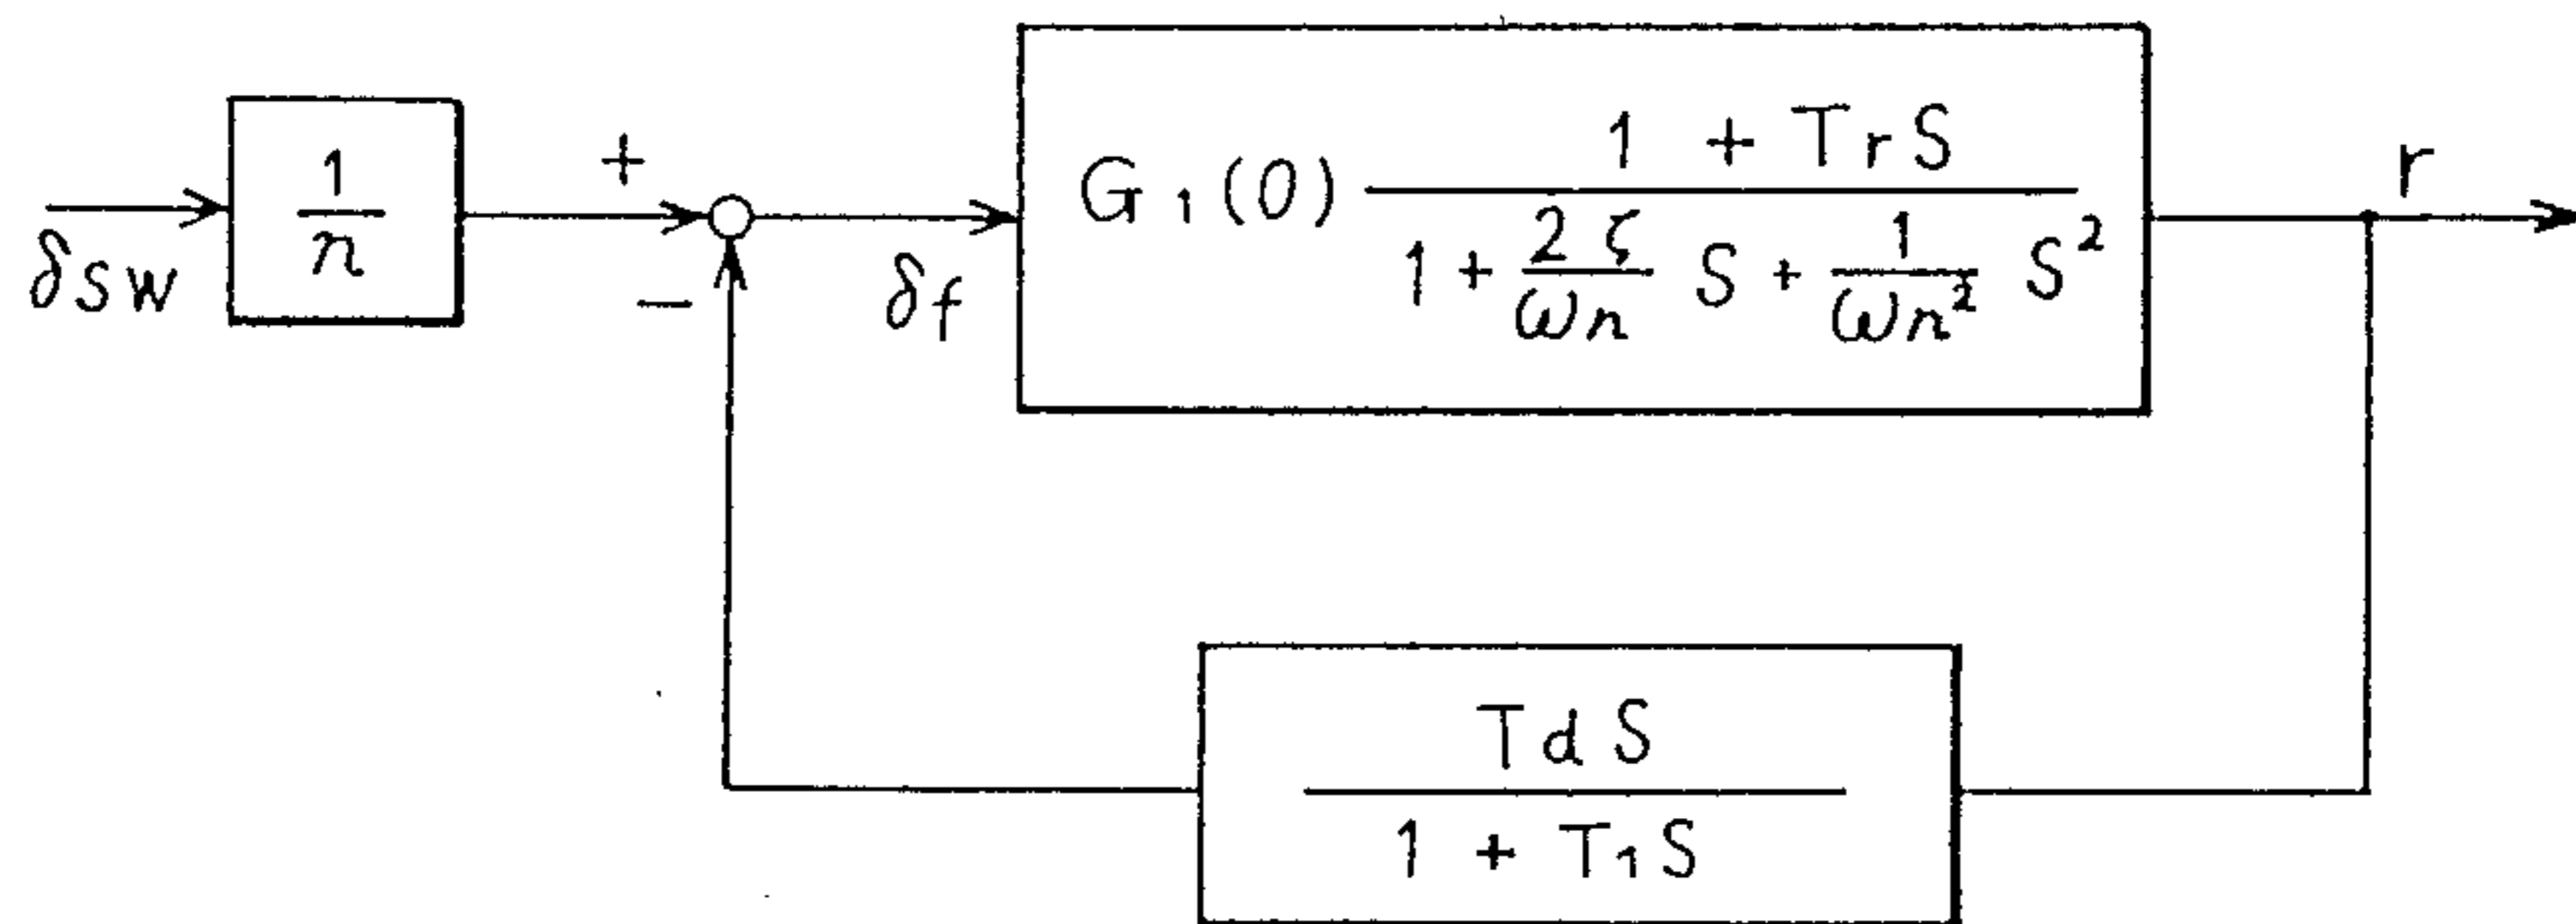 δsw
1
n
+
−
δf
G₁(0) 1 + TrS
1 + 2ζ/ωn S + 1/ωn² S²
r
TdS
1 + T₁S